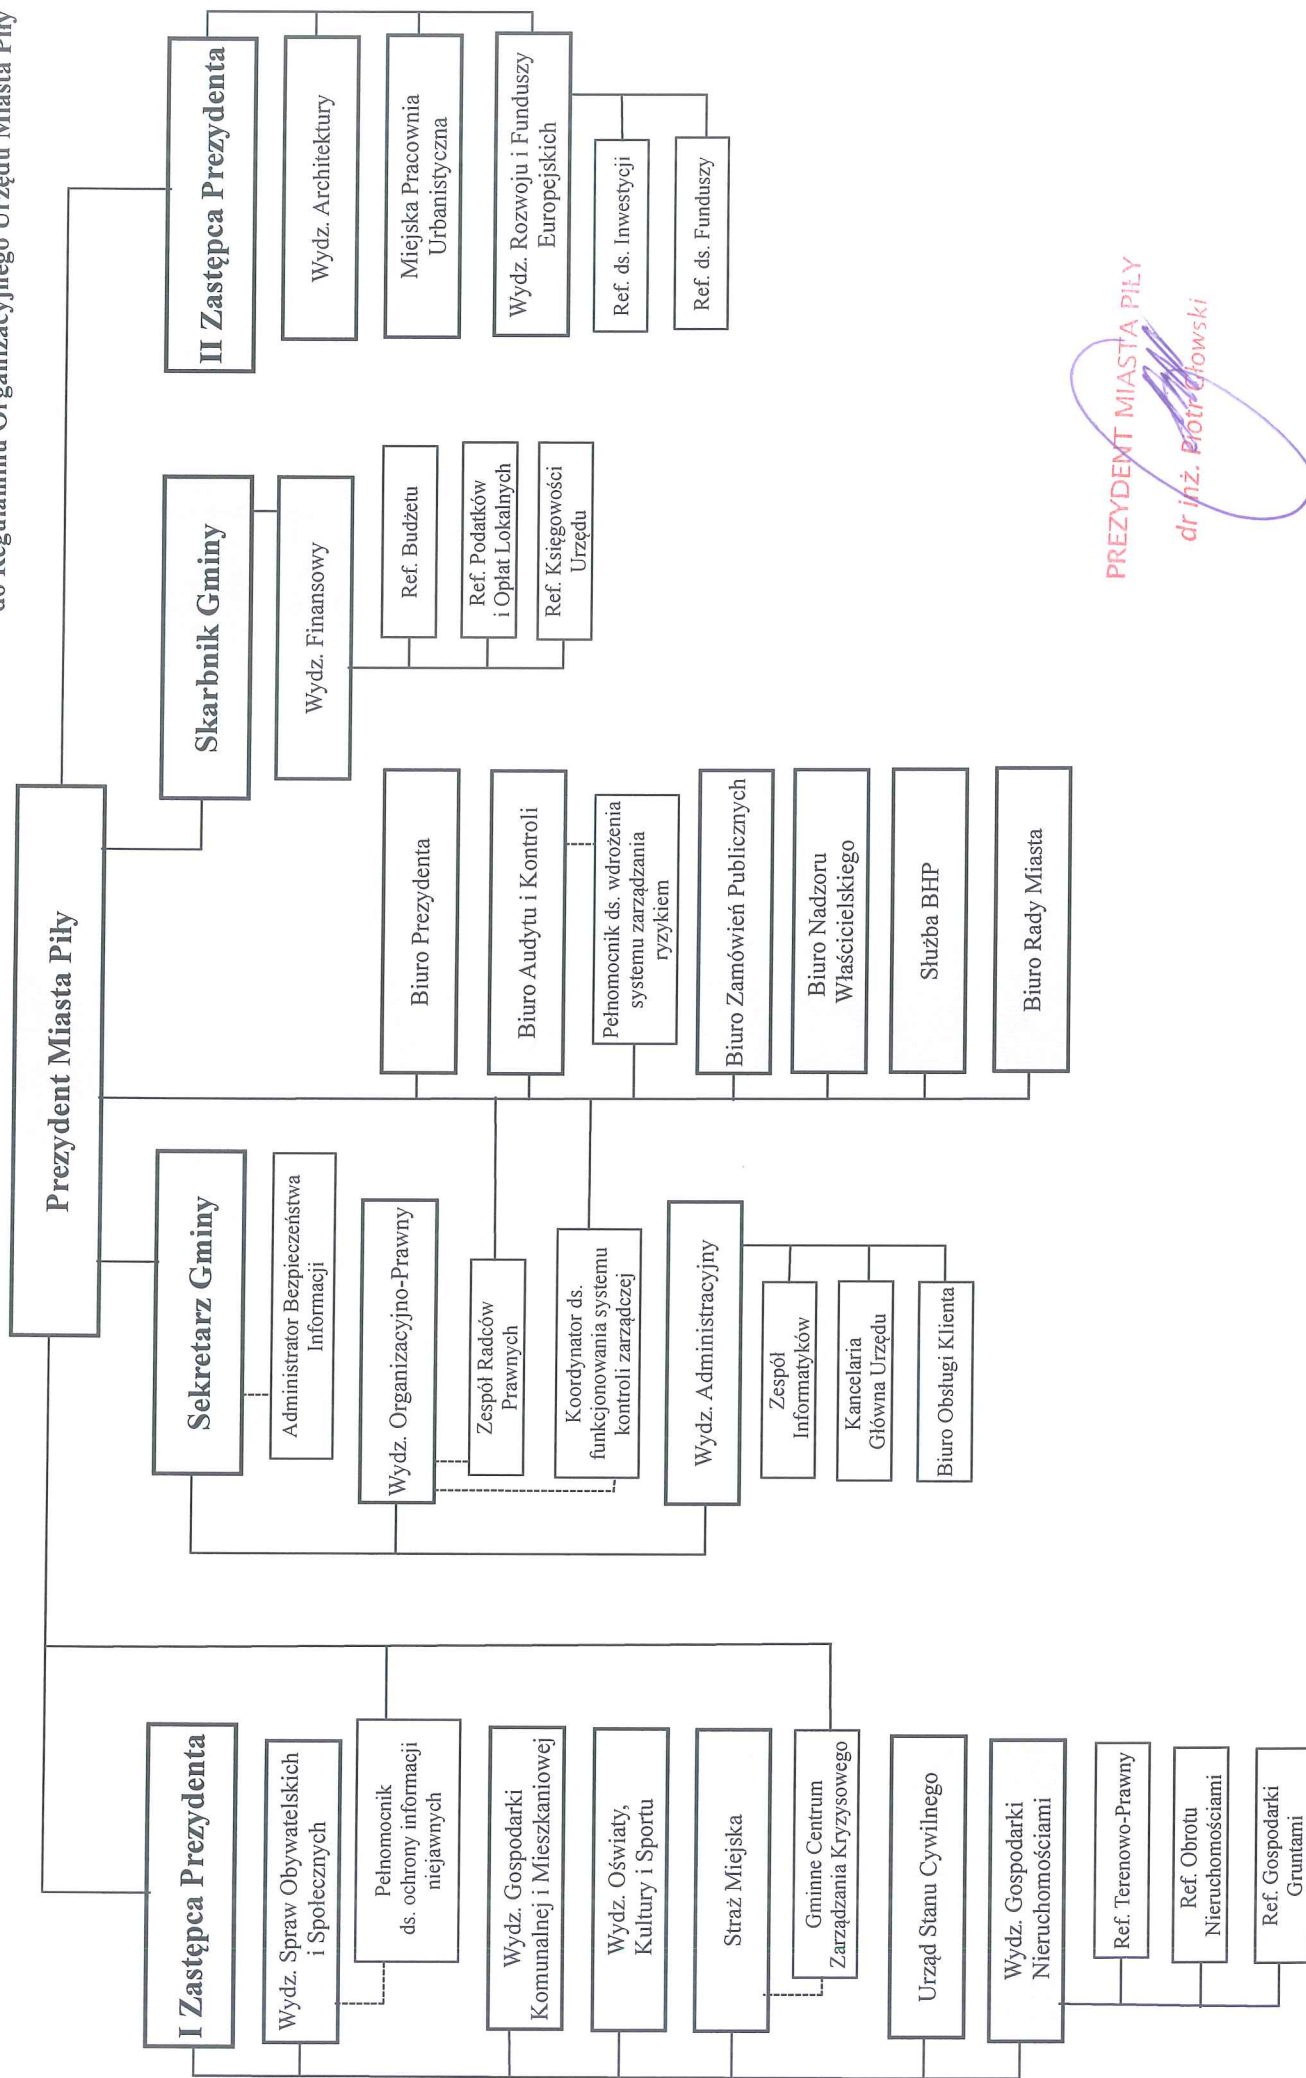 do Regulaminu Organizacyjnego Urzędu Miasta Piły
Prezydent Miasta Piły
I Zastępca Prezydenta
Wydz. Spraw Obywatelskich
i Społecznych
Pełnomocnik
ds. ochrony informacji
niejawnych
Wydz. Gospodarki
Komunalnej i Mieszkaniowej
Wydz. Oświaty,
Kultury i Sportu
Straż Miejska
Gminne Centrum
Zarządzania Kryzysowego
Urząd Stanu Cywilnego
Wydz. Gospodarki
Nieruchomościami
Ref. Terenowo-Prawny
Ref. Obrotu
Nieruchomościami
Ref. Gospodarki
Gruntami
Sekretarz Gminy
Administrator Bezpieczeństwa
Informacji
Wydz. Organizacyjno-Prawny
Zespół Radców
Prawnych
Koordynator ds.
funkcjonowania systemu
kontroli zarządczej
Wydz. Administracyjny
Zespół
Informatyków
Kancelaria
Główna Urzędu
Biuro Obsługi Klienta
Biuro Prezydenta
Biuro Audytu i Kontroli
Pełnomocnik ds. wdrożenia
systemu zarządzania
ryzykiem
Biuro Zamówień Publicznych
Biuro Nadzoru
Właścicielskiego
Służba BHP
Biuro Rady Miasta
Skarbnik Gminy
Wydz. Finansowy
Ref. Budżetu
Ref. Podatków
i Opłat Lokalnych
Ref. Księgowości
Urzędu
II Zastępca Prezydenta
Wydz. Architektury
Miejska Pracownia
Urbanistyczna
Wydz. Rozwoju i Funduszy
Europejskich
Ref. ds. Inwestycji
Ref. ds. Funduszy
PREZYDENT MIASTA PIŁY
dr inż. Piotr Głowski